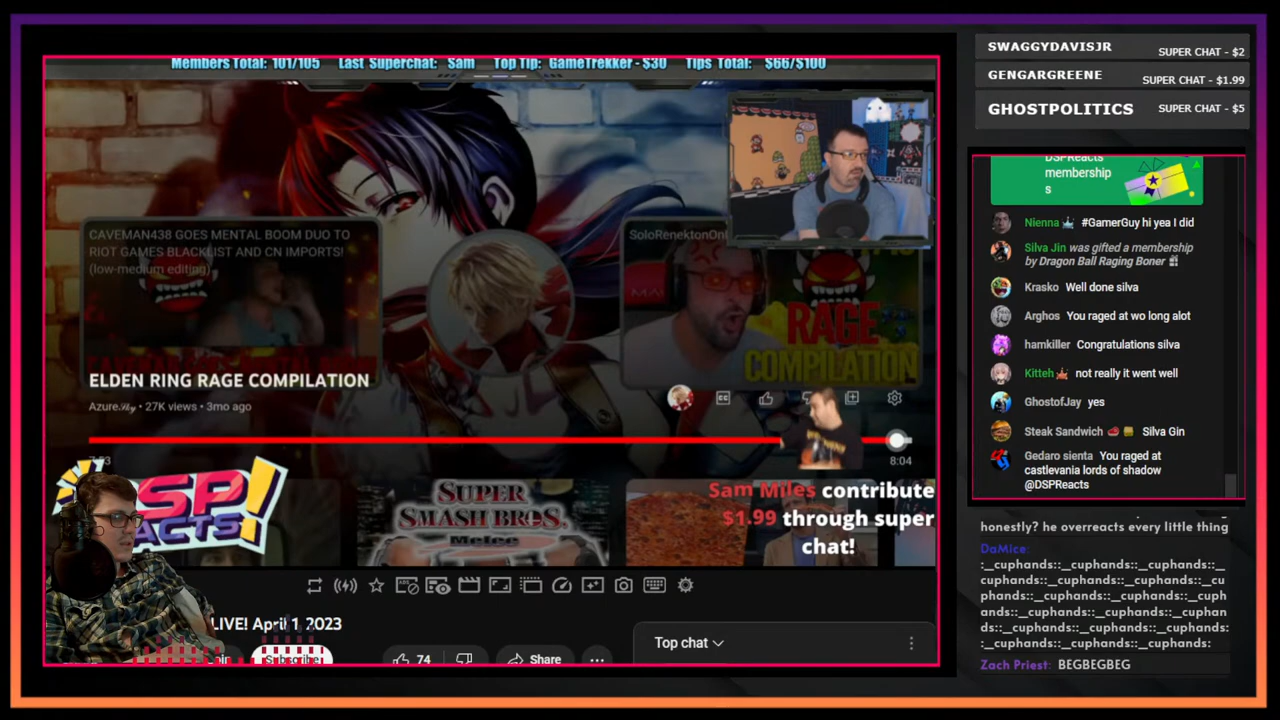 Members Total: 101/105 Last Superchat: Sam Top Tip: GameTrekker - $30 Tips Total: $66/$100
CAVEMAN438 GOES MENTAL BOOM DUO TO
RIOT GAMES BLACKLIST AND CN IMPORTS!
(low-medium editing)
RAGE
COMPILATION
ELDEN RING RAGE COMPILATION
Azure𝒮𝓀𝓎 • 27K views • 3mo ago
8:04
DSP
REACTS!
SUPER
SMASH BROS.
Melee
Sam Miles contribute
$1.99 through super
chat!
LIVE! April 1 2023
74
Share
Subscribe
Top chat
SWAGGYDAVISJR SUPER CHAT - $2
GENGARGREENE SUPER CHAT - $1.99
GHOSTPOLITICS SUPER CHAT - $5
DSPReacts
membership
s
Nienna #GamerGuy hi yea I did
Silva Jin was gifted a membership
by Dragon Ball Raging Boner
Krasko Well done silva
Arghos You raged at wo long alot
hamkiller Congratulations silva
Kitteh not really it went well
GhostofJay yes
Steak Sandwich Silva Gin
Gedaro sienta You raged at
castlevania lords of shadow
@DSPReacts
honestly? he overreacts every little thing
DaMice:
:_cuphands::_cuphands::_cuphands::_
cuphands::_cuphands::_cuphands::_cu
phands::_cuphands::_cuphands::_cuph
ands::_cuphands::_cuphands::_cuphan
ds::_cuphands::_cuphands::_cuphands:
:_cuphands::_cuphands::_cuphands:
Zach Priest: BEGBEGBEG